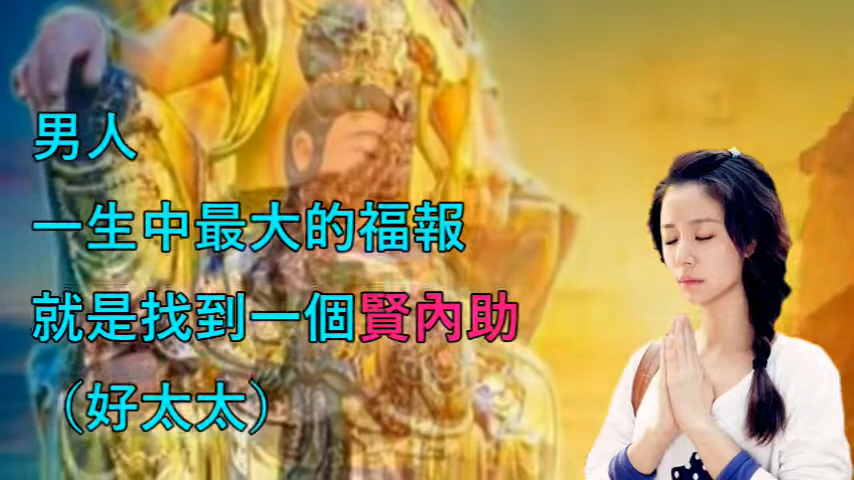 男人
一生中最大的福報
就是找到一個賢內助
（好太太）